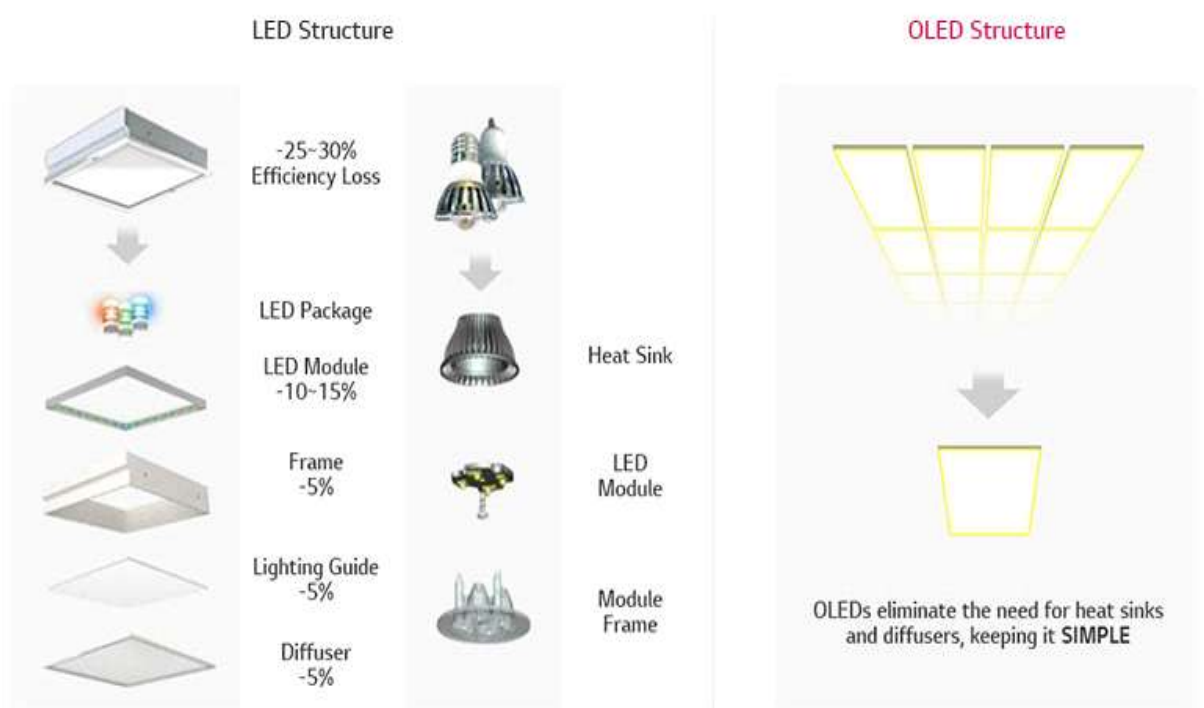 LED Structure
-25~30%
Efficiency Loss
LED Package
LED Module
-10~15%
Frame
-5%
Lighting Guide
-5%
Diffuser
-5%
Heat Sink
LED
Module
Module
Frame
OLED Structure
OLEDs eliminate the need for heat sinks
and diffusers, keeping it SIMPLE